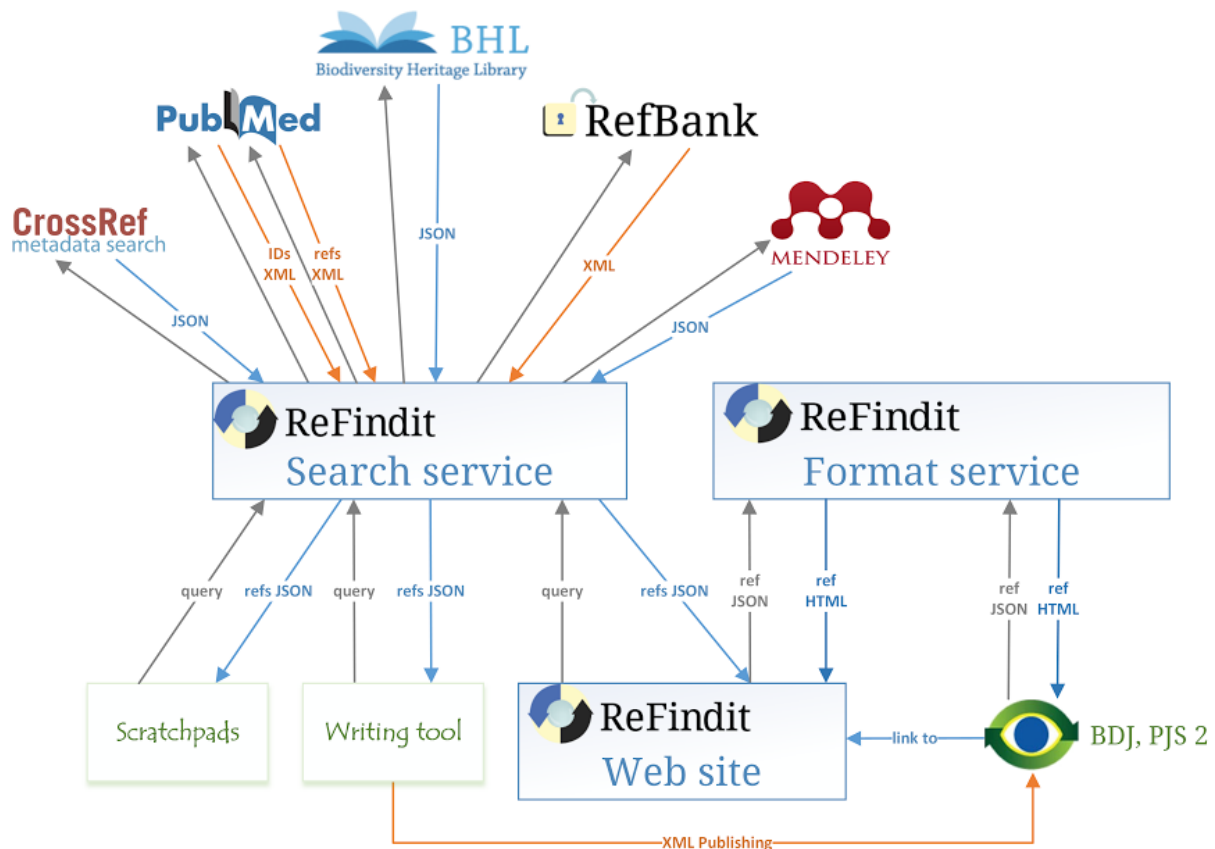 BHL
Biodiversity Heritage Library
PubMed
RefBank
CrossRef
metadata search
MENDELEY
JSON
IDs
XML
refs
XML
JSON
XML
JSON
ReFindit
Search service
ReFindit
Format service
query
refs JSON
query
refs JSON
query
refs JSON
ref
JSON
ref
HTML
ref
JSON
ref
HTML
Scratchpads
Writing tool
ReFindit
Web site
link to
BDJ, PJS 2
XML Publishing